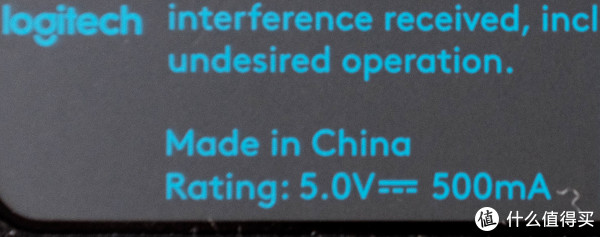 logitech
interference received, incl
undesired operation.
Made in China
Rating: 5.0V⎓ 500mA
值 什么值得买